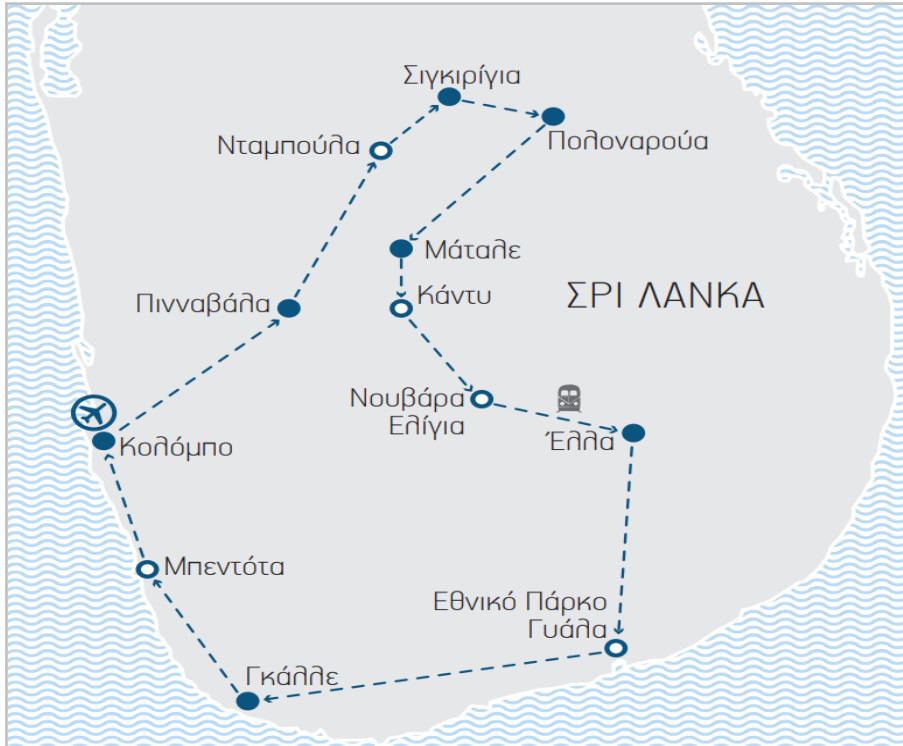 Σιγκιρίγια
Πολοναρούα
Νταμπούλα
Μάταλε
Πινναβάλα
Κάντυ
ΣΡΙ ΛΑΝΚΑ
Νουβάρα
Ελίγια
Έλλα
Κολόμπο
Μπεντότα
Εθνικό Πάρκο
Γυάλα
Γκάλλε